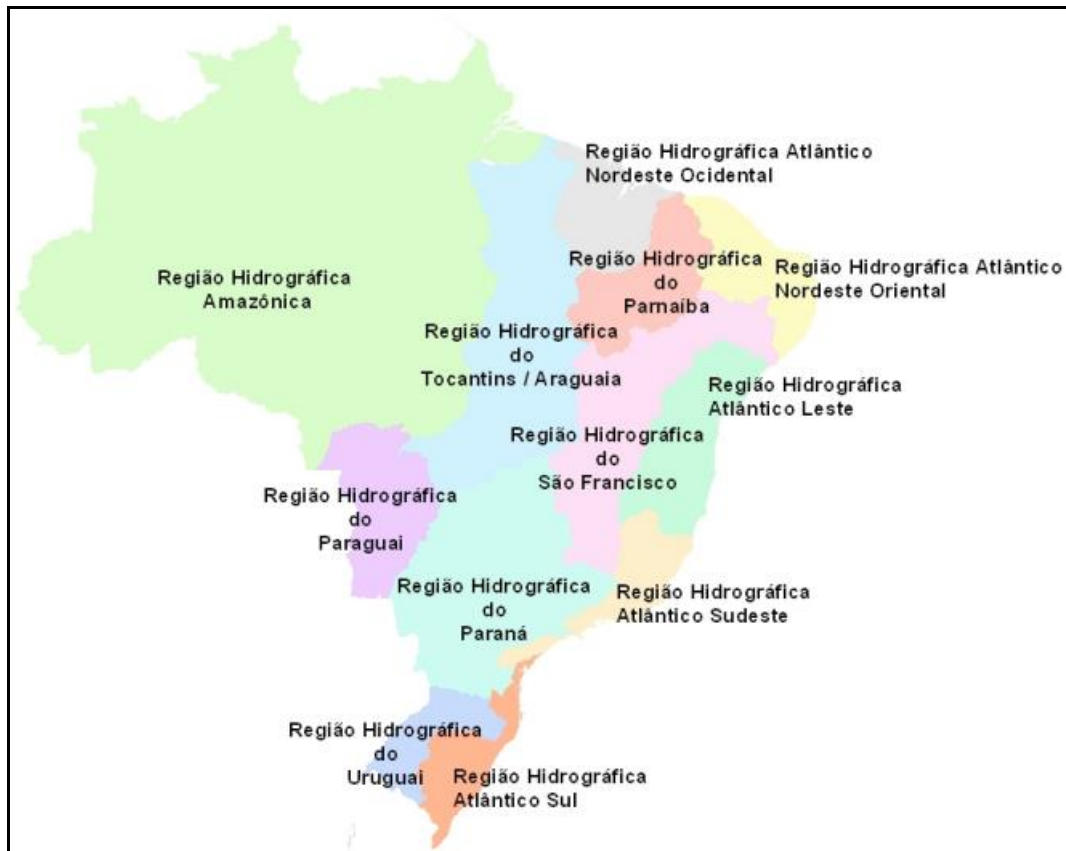 Região Hidrográfica Atlântico
Nordeste Ocidental
Região Hidrográfica
do
Parnaíba
Região Hidrográfica Atlântico
Nordeste Oriental
Região Hidrográfica
Amazônica
Região Hidrográfica
do
Tocantins / Araguaia
Região Hidrográfica
Atlântico Leste
Região Hidrográfica
do
São Francisco
Região Hidrográfica
do
Paraguai
Região Hidrográfica
do
Paraná
Região Hidrográfica
Atlântico Sudeste
Região Hidrográfica
do
Uruguai
Região Hidrográfica
Atlântico Sul